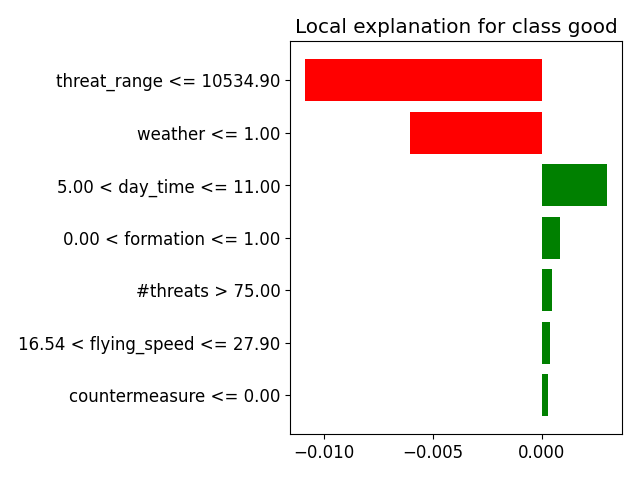 Local explanation for class good
threat_range <= 10534.90
weather <= 1.00
5.00 < day_time <= 11.00
0.00 < formation <= 1.00
#threats > 75.00
16.54 < flying_speed <= 27.90
countermeasure <= 0.00
−0.010 −0.005 0.000